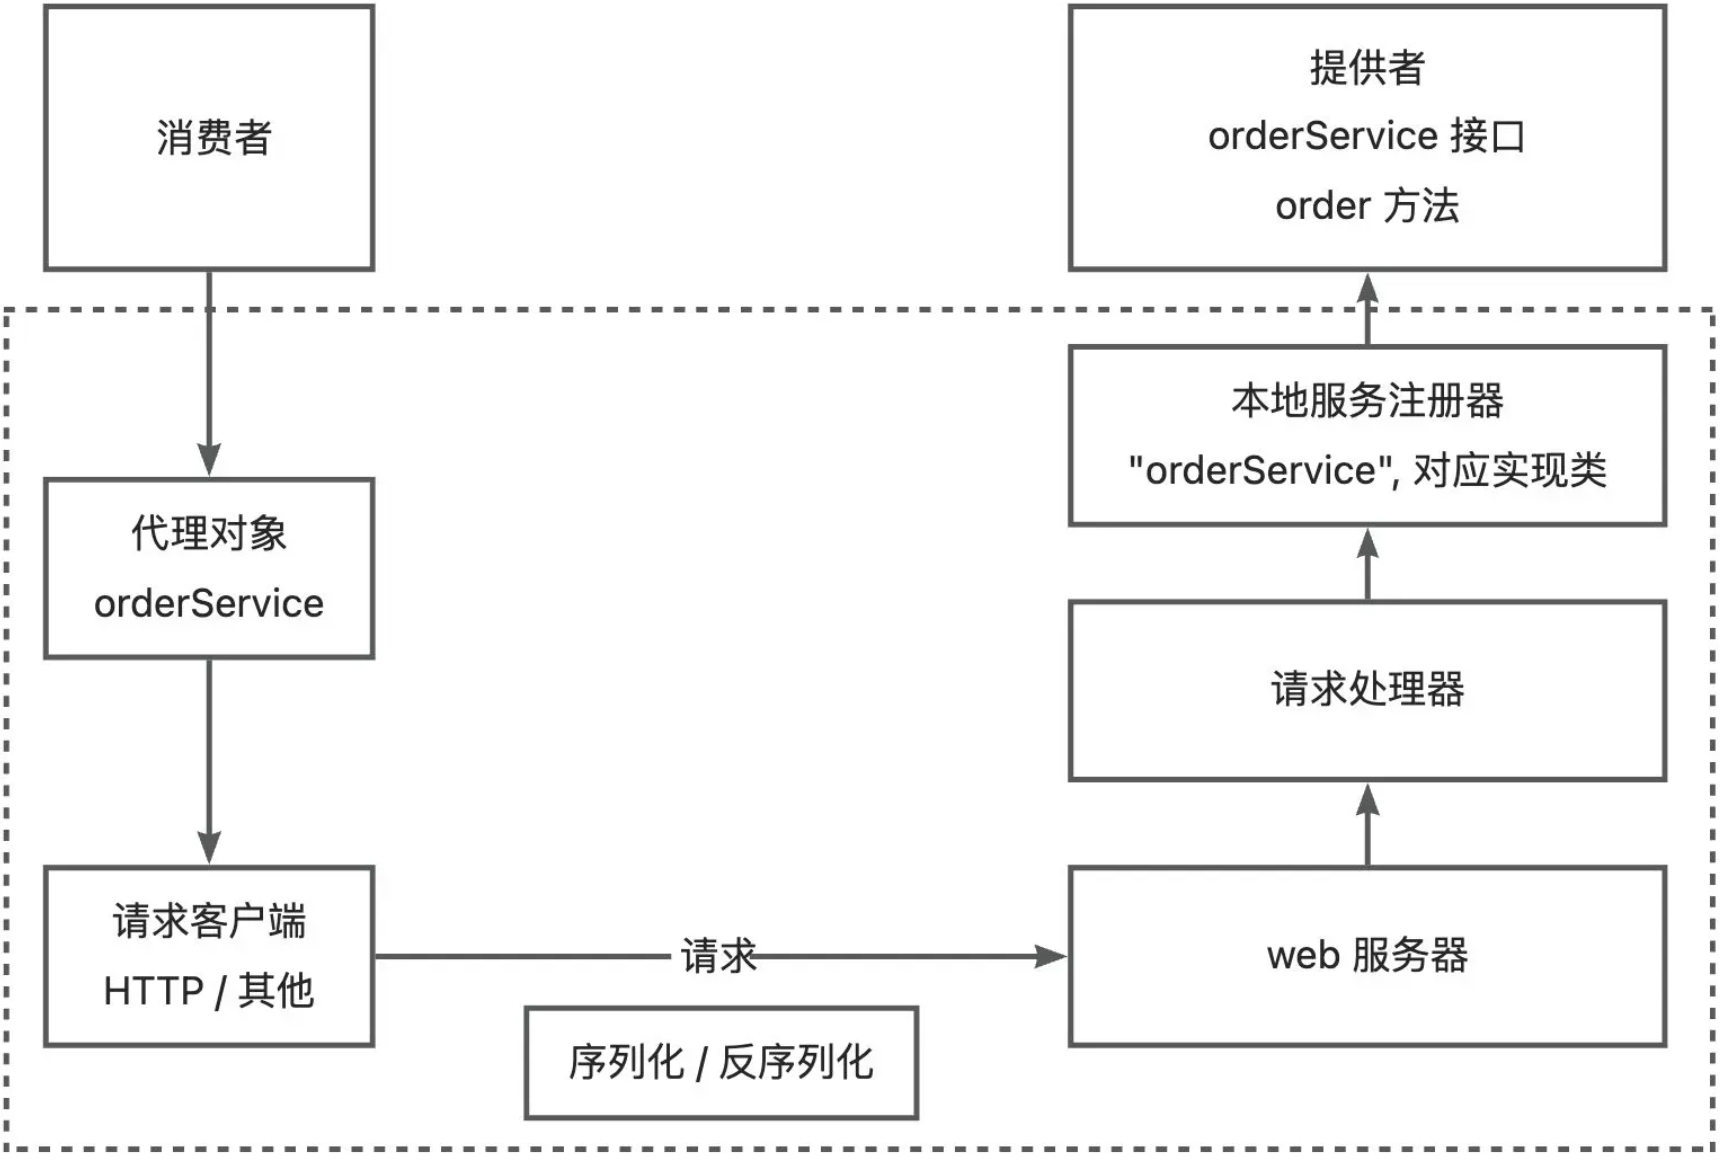 消费者
提供者
orderService 接口
order 方法
代理对象
orderService
本地服务注册器
"orderService", 对应实现类
请求处理器
请求客户端
HTTP / 其他
请求
web 服务器
序列化 / 反序列化